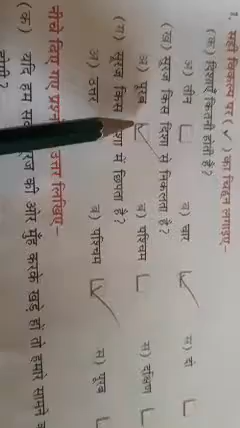 1. सही विकल्प पर ( ✓ ) का चिह्न लगाइए–
(क) दिशाएँ कितनी होती हैं?
अ) तीन ब) चार स) दो
(ख) सूरज किस दिशा से निकलता है?
अ) पूरब ब) पश्चिम स) दक्षिण
(ग) सूरज किस दिशा से छिपता है?
अ) उत्तर ब) पश्चिम स) पूरब
नीचे दिए गए उत्तर लिखिए–
(क) यदि हम की ओर मुँह करके खड़े हों तो हमारे सामने
होगी?